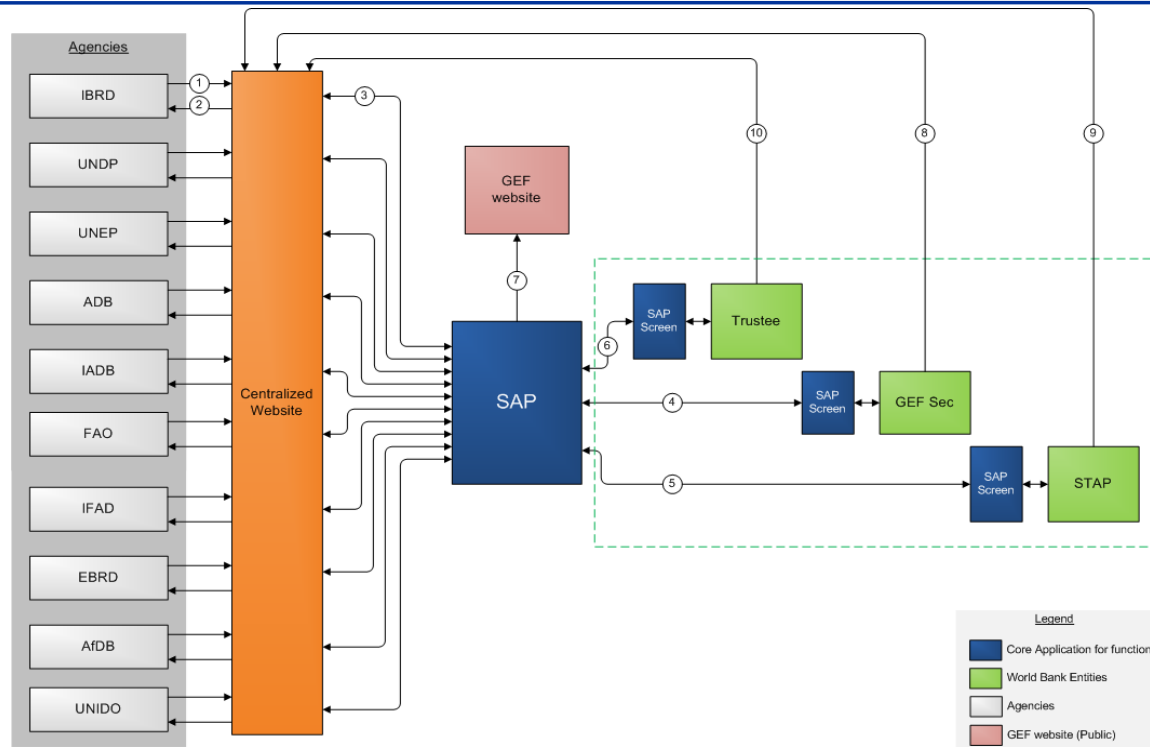 Agencies
IBRD
UNDP
UNEP
ADB
IADB
FAO
IFAD
EBRD
AfDB
UNIDO
1
2
Centralized
Website
3
GEF
website
7
SAP
6
4
5
10
8
9
SAP
Screen
Trustee
SAP
Screen
GEF Sec
SAP
Screen
STAP
Legend
Core Application for function
World Bank Entities
Agencies
GEF website (Public)